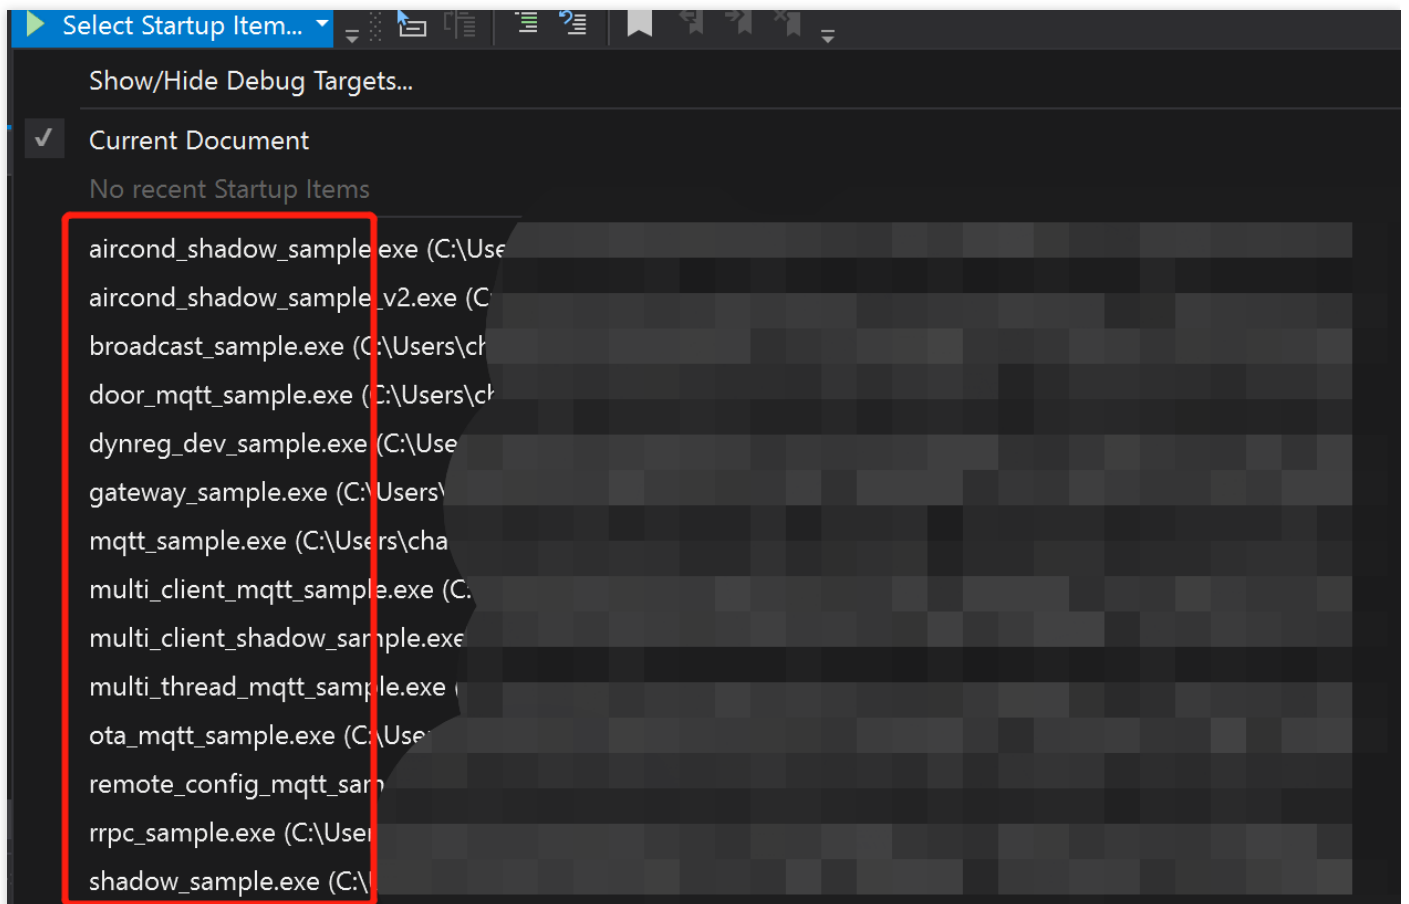 Select Startup Item...
Show/Hide Debug Targets...
Current Document
No recent Startup Items
aircond_shadow_sample.exe (C:\Use
aircond_shadow_sample_v2.exe (C:
broadcast_sample.exe (C:\Users\ch
door_mqtt_sample.exe (C:\Users\ch
dynreg_dev_sample.exe (C:\Use
gateway_sample.exe (C:\Users\
mqtt_sample.exe (C:\Users\cha
multi_client_mqtt_sample.exe (C:
multi_client_shadow_sample.exe
multi_thread_mqtt_sample.exe (
ota_mqtt_sample.exe (C:\Use
remote_config_mqtt_sam
rrpc_sample.exe (C:\User
shadow_sample.exe (C:\